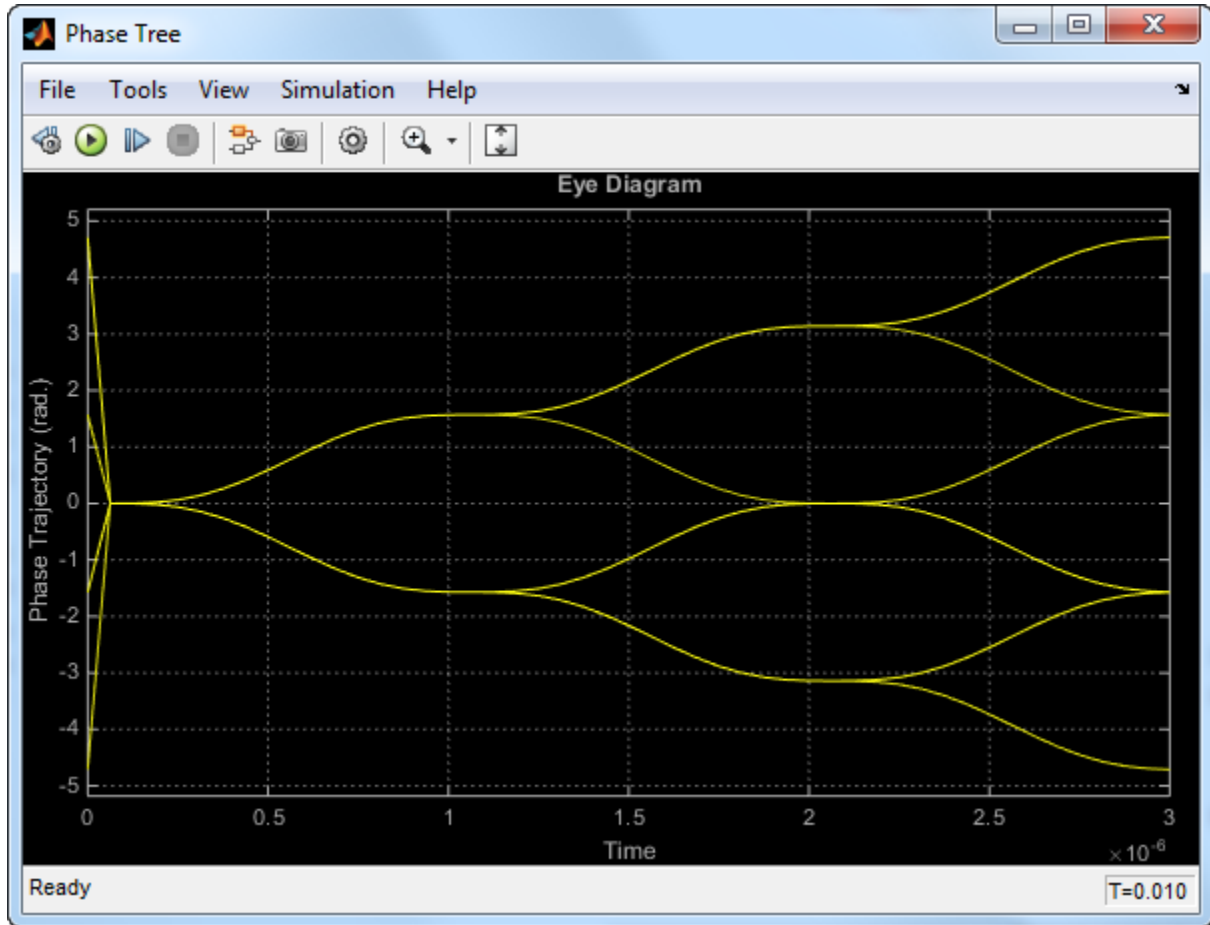 Phase Tree
File Tools View Simulation Help
Eye Diagram
5
4
3
2
1
0
-1
-2
-3
-4
-5
Phase Trajectory (rad.)
0 0.5 1 1.5 2 2.5 3
Time
×10-6
Ready
T=0.010